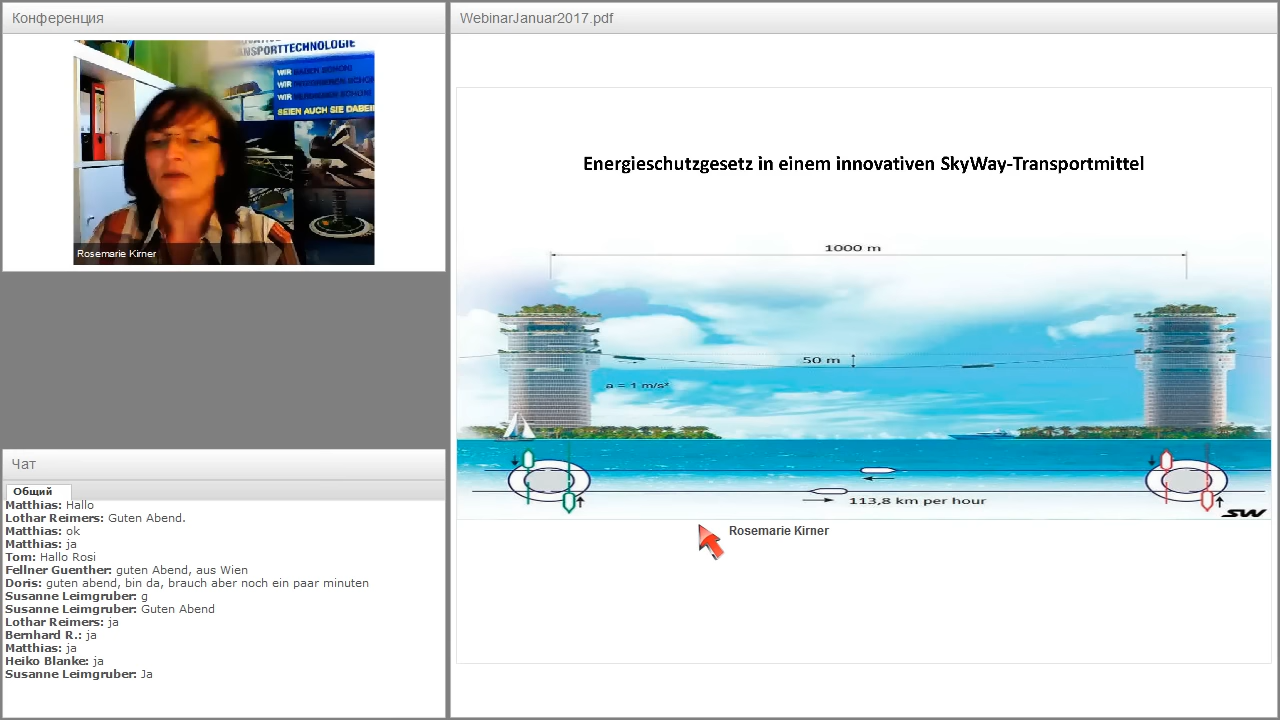 Конференция
WebinarJanuar2017.pdf
TRANSPORTTECHNOLOGIE
WIR
WIR
WIR
SEIEN AUCH SIE DABEI
Rosemarie Kirner
Energieschutzgesetz in einem innovativen SkyWay-Transportmittel
1000 m
50 m
a = 1 m/s²
113,8 km per hour
SW
Rosemarie Kirner
Чат
Общий
Matthias: Hallo
Lothar Reimers: Guten Abend.
Matthias: ok
Matthias: ja
Tom: Hallo Rosi
Fellner Guenther: guten Abend, aus Wien
Doris: guten abend, bin da, brauch aber noch ein paar minuten
Susanne Leimgruber: g
Susanne Leimgruber: Guten Abend
Lothar Reimers: ja
Bernhard R.: ja
Matthias: ja
Heiko Blanke: ja
Susanne Leimgruber: Ja